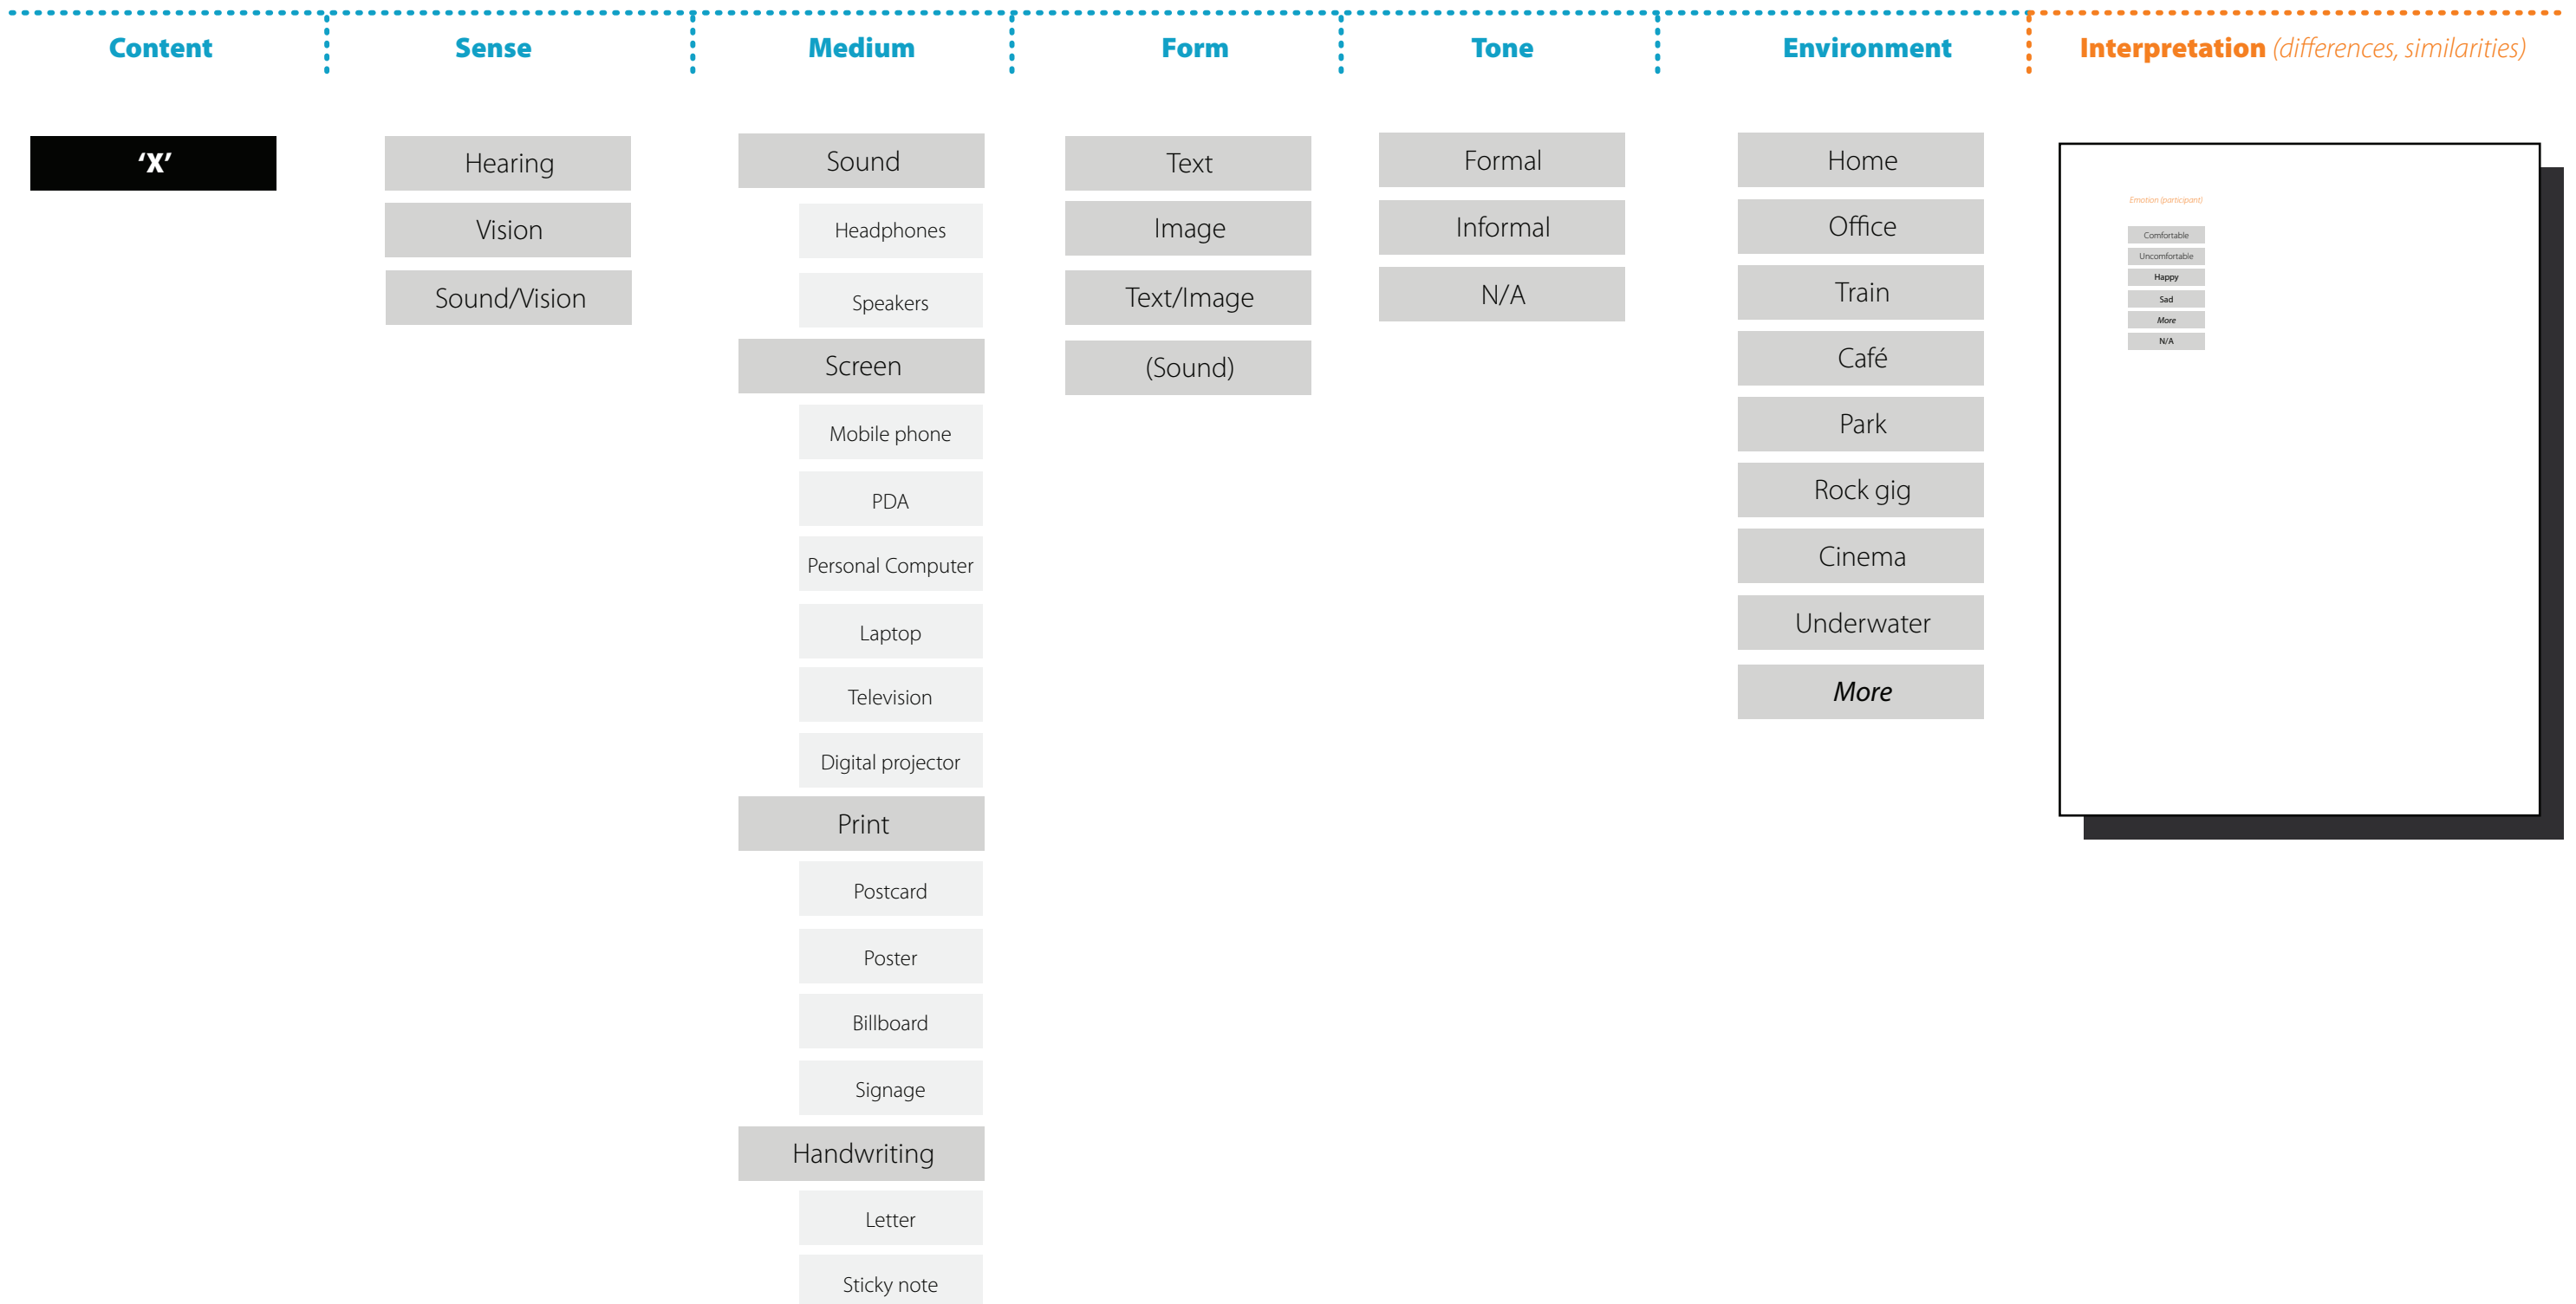 Content
Sense
Medium
Form
Tone
Environment
Interpretation (differences, similarities)
‘X’
Hearing
Vision
Sound/Vision
Sound
Headphones
Speakers
Screen
Mobile phone
PDA
Personal Computer
Laptop
Television
Digital projector
Print
Postcard
Poster
Billboard
Signage
Handwriting
Letter
Sticky note
Text
Image
Text/Image
(Sound)
Formal
Informal
N/A
Home
Office
Train
Café
Park
Rock gig
Cinema
Underwater
More
Emotion (participant)
Comfortable
Uncomfortable
Happy
Sad
More
N/A